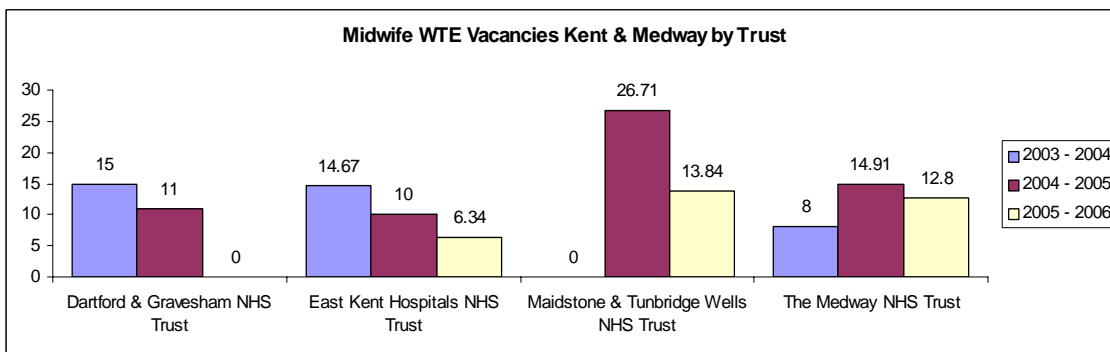 Midwife WTE Vacancies Kent & Medway by Trust
30
25
20
15
10
5
0
15
11
0
14.67
10
6.34
0
26.71
13.84
8
14.91
12.8
Dartford & Gravesham NHS
Trust
East Kent Hospitals NHS
Trust
Maidstone & Tunbridge Wells
NHS Trust
The Medway NHS Trust
2003 - 2004
2004 - 2005
2005 - 2006